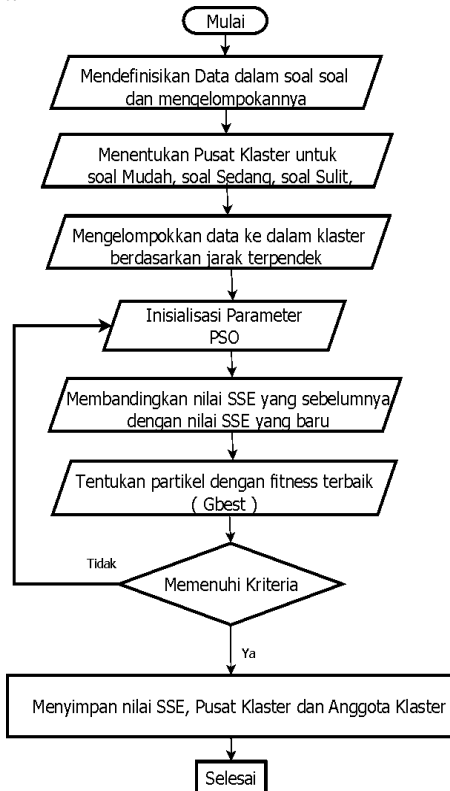 Mulai
Mendefinisikan Data dalam soal soal
dan mengelompokannya
Menentukan Pusat Klaster untuk
soal Mudah, soal Sedang, soal Sulit,
Mengelompokkan data ke dalam klaster
berdasarkan jarak terpendek
Inisialisasi Parameter
PSO
Membandingkan nilai SSE yang sebelumnya
dengan nilai SSE yang baru
Tentukan partikel dengan fitness terbaik
( Gbest )
Tidak
Memenuhi Kriteria
Ya
Menyimpan nilai SSE, Pusat Klaster dan Anggota Klaster
Selesai